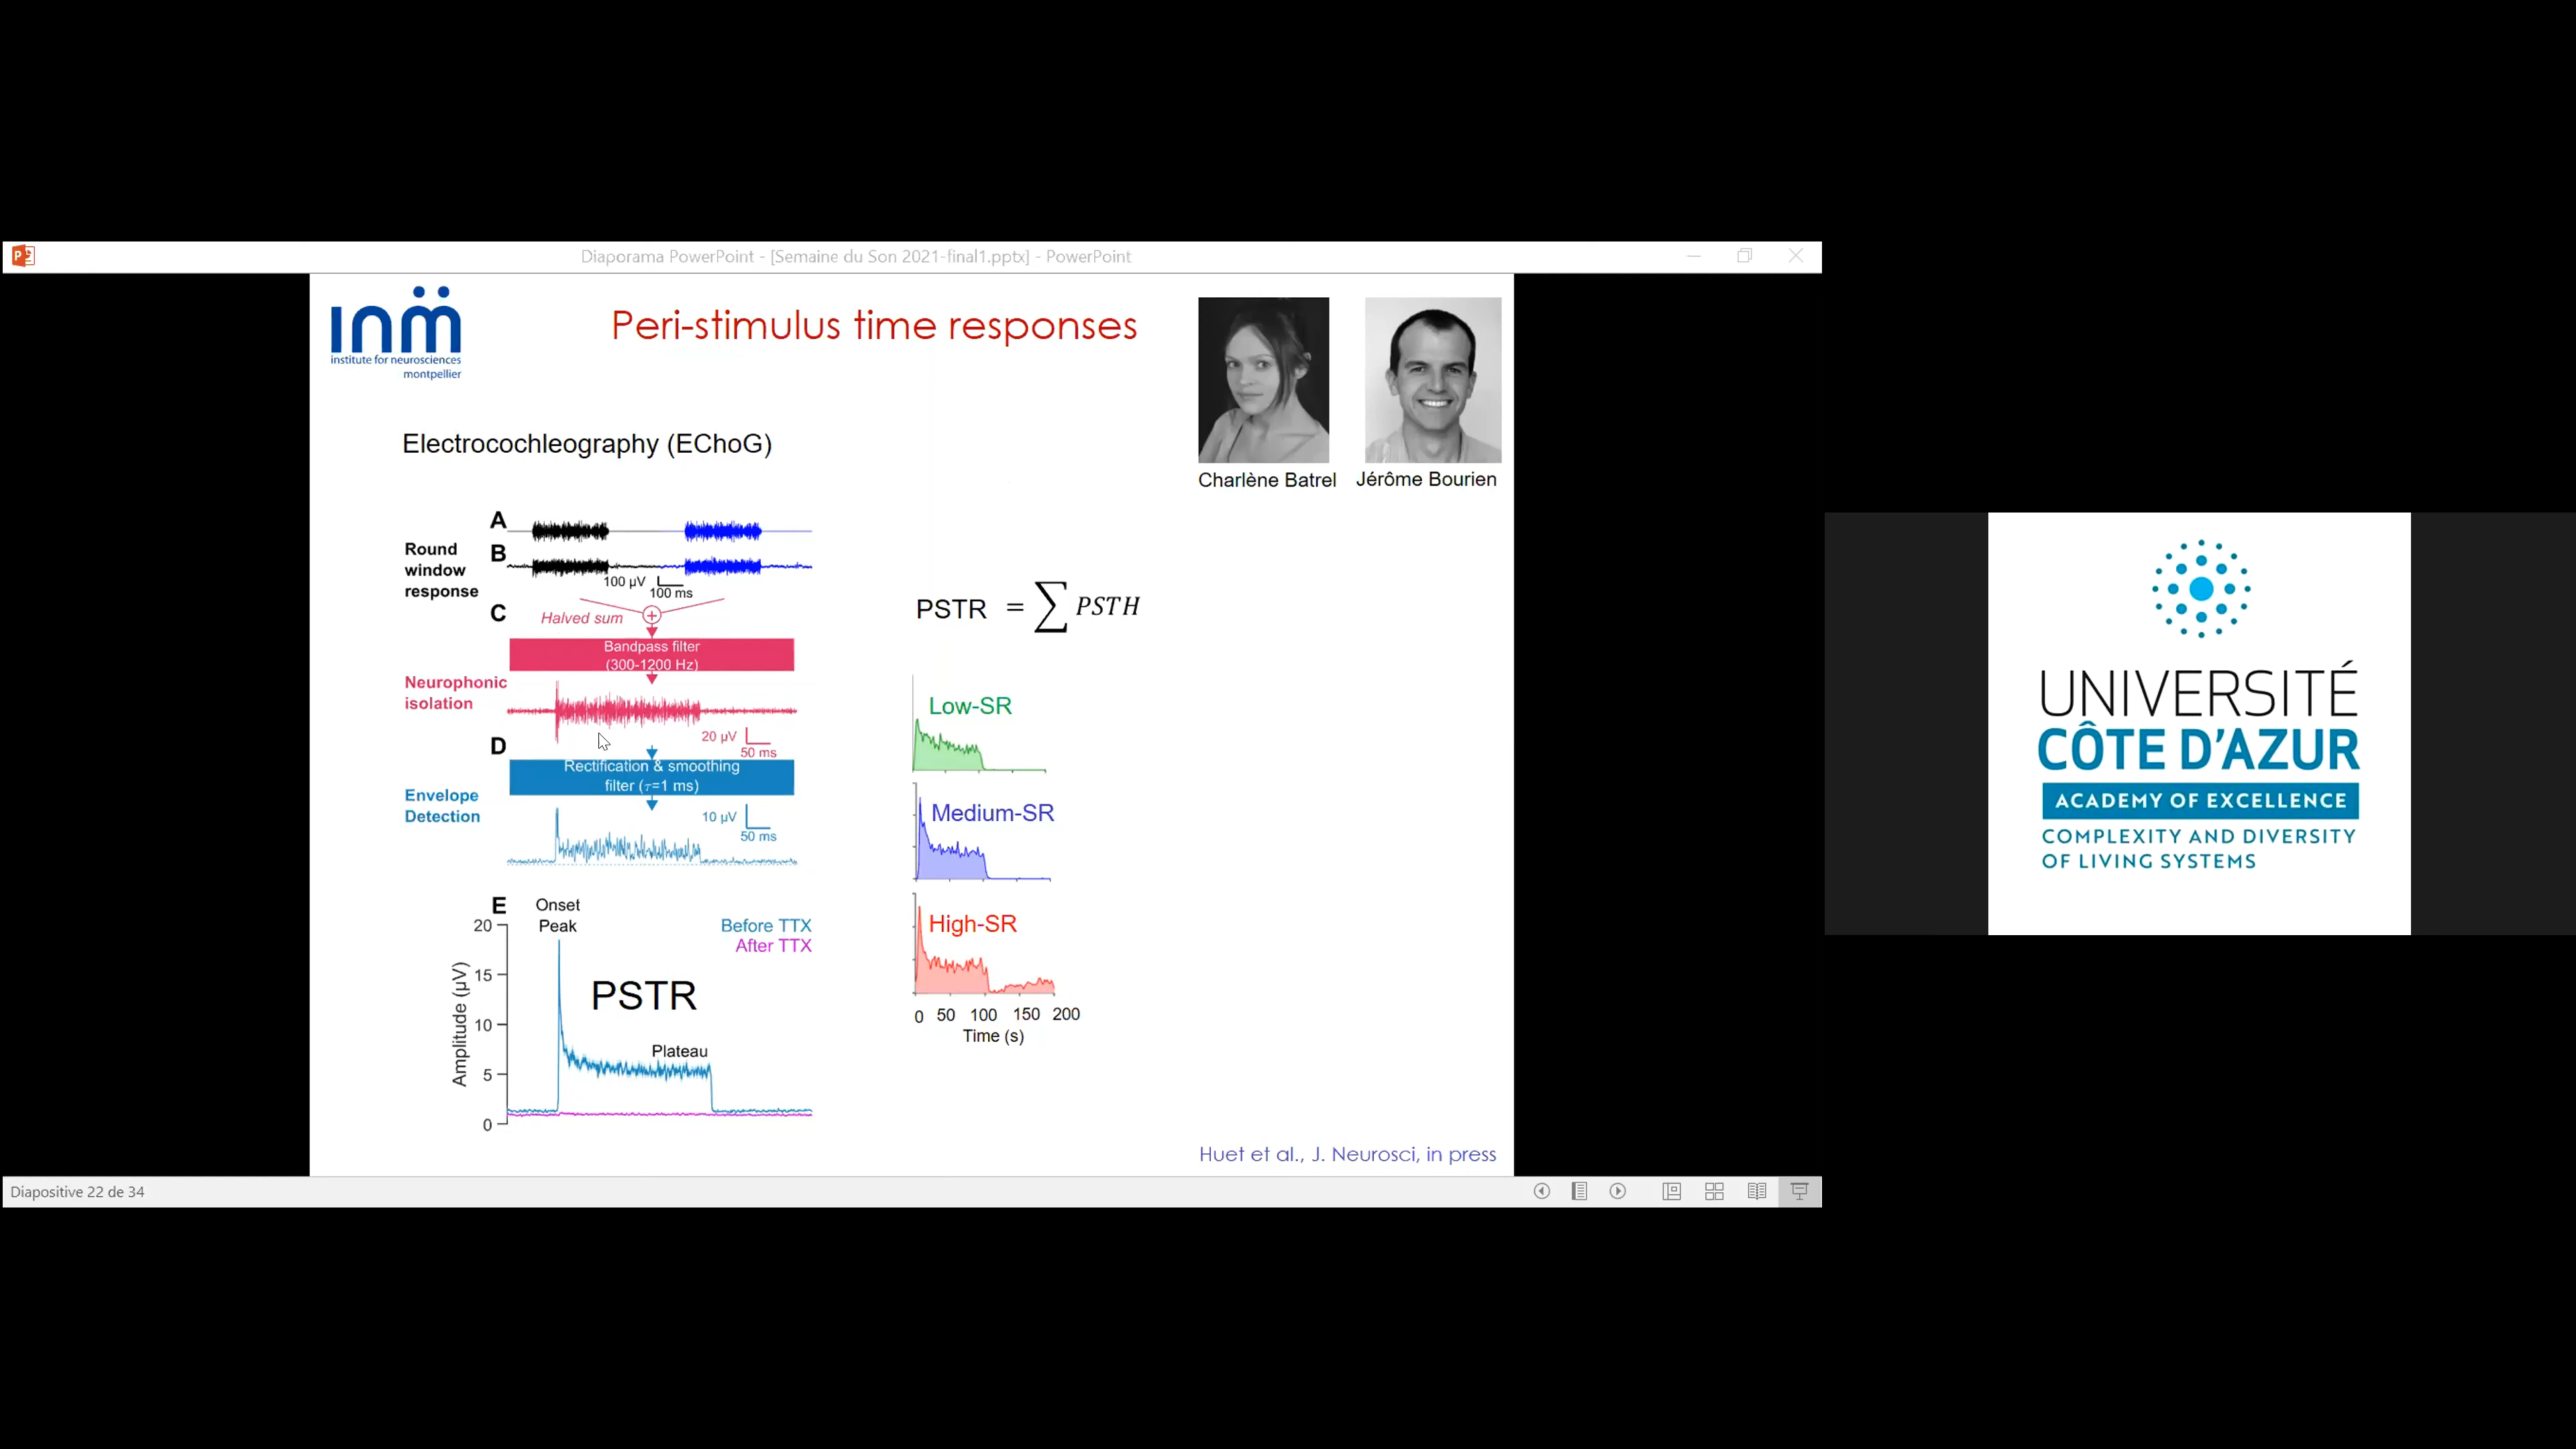 Diaporama PowerPoint - [Semaine du Son 2021-final1.pptx] - PowerPoint
inm
institute for neurosciences
montpellier
Peri-stimulus time responses
Charlène Batrel
Jérôme Bourien
Electrocochleography (EChoG)
A
B
Round
window
response
100 µV
100 ms
C
Halved sum
+
Bandpass filter
(300-1200 Hz)
Neurophonic
isolation
20 µV
50 ms
D
Rectification & smoothing
filter (τ=1 ms)
Envelope
Detection
10 µV
50 ms
E
Onset
Peak
Before TTX
After TTX
PSTR
Plateau
Amplitude (µV)
20
15
10
5
0
PSTR = ∑ PSTH
Low-SR
Medium-SR
High-SR
0 50 100 150 200
Time (s)
Huet et al., J. Neurosci, in press
Diapositive 22 de 34
UNIVERSITÉ
CÔTE D'AZUR
ACADEMY OF EXCELLENCE
COMPLEXITY AND DIVERSITY
OF LIVING SYSTEMS